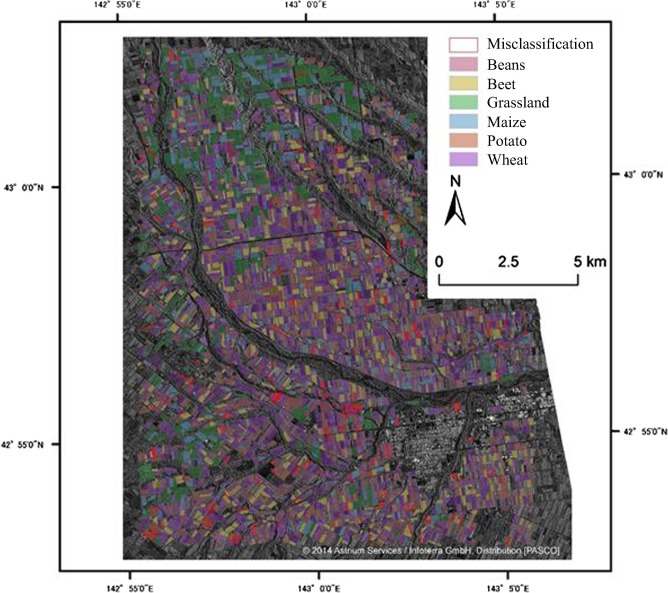 142° 55'0"E
143° 0'0"E
143° 5'0"E
Misclassification
Beans
Beet
Grassland
Maize
Potato
Wheat
N
0 2.5 5 km
43° 0'0"N
43° 0'0"N
42° 55'0"N
42° 55'0"N
© 2014 Astrium Services / Infoterra GmbH, Distribution [PASCO]
142° 55'0"E
143° 0'0"E
143° 5'0"E